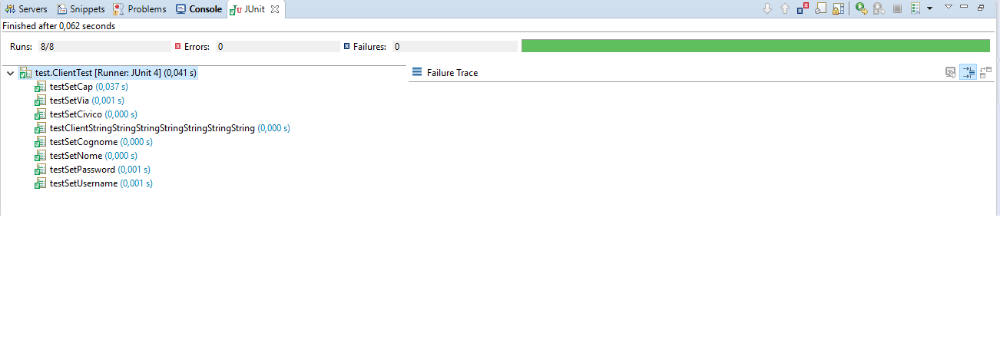 Servers Snippets Problems Console JUnit
Finished after 0,062 seconds
Runs: 8/8 Errors: 0 Failures: 0
test.ClientTest [Runner: JUnit 4] (0,041 s)
Failure Trace
testSetCap (0,037 s)
testSetVia (0,001 s)
testSetCivico (0,000 s)
testClientStringStringStringStringStringStringString (0,000 s)
testSetCognome (0,000 s)
testSetNome (0,000 s)
testSetPassword (0,001 s)
testSetUsername (0,001 s)